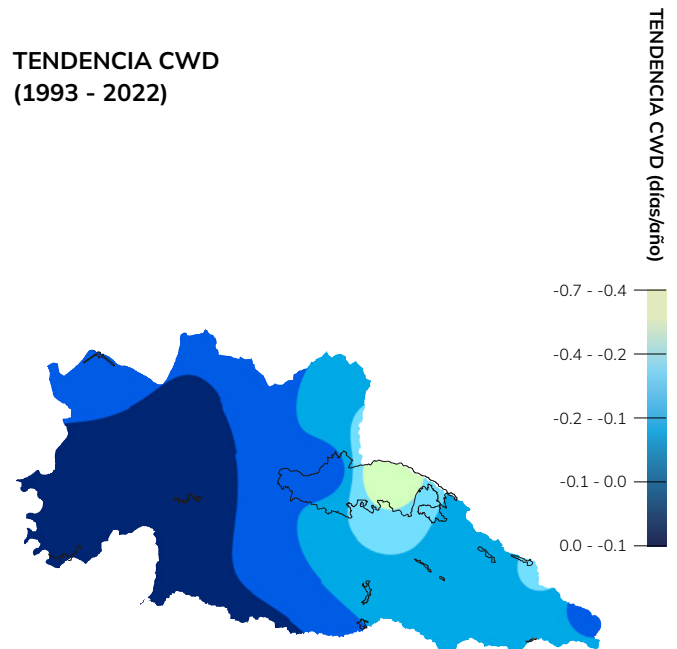 TENDENCIA CWD
(1993 - 2022)
TENDENCIA CWD (días/año)
-0.7 - -0.4
-0.4 - -0.2
-0.2 - -0.1
-0.1 - 0.0
0.0 - -0.1